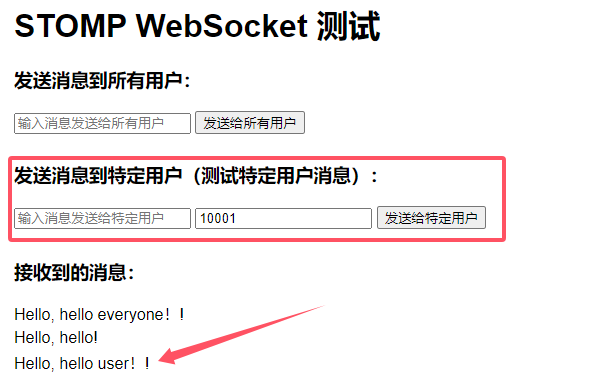 STOMP WebSocket 测试
发送消息到所有用户：
输入消息发送给所有用户 发送给所有用户
发送消息到特定用户（测试特定用户消息）：
输入消息发送给特定用户 10001 发送给特定用户
接收到的消息：
Hello, hello everyone！!
Hello, hello!
Hello, hello user！!